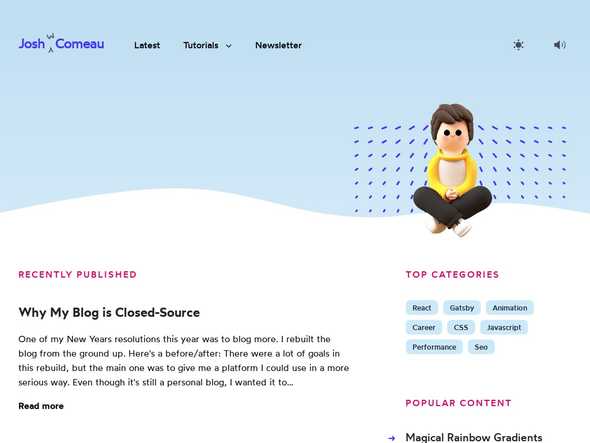 Josh W Comeau
Latest
Tutorials
Newsletter
RECENTLY PUBLISHED
Why My Blog is Closed-Source
One of my New Years resolutions this year was to blog more. I rebuilt the
blog from the ground up. Here's a before/after: There were a lot of goals in
this rebuild, but the main one was to give me a platform I could use in a more
serious way. Even though it's still a personal blog, I wanted it to…
Read more
TOP CATEGORIES
React
Gatsby
Animation
Career
CSS
Javascript
Performance
Seo
POPULAR CONTENT
Magical Rainbow Gradients